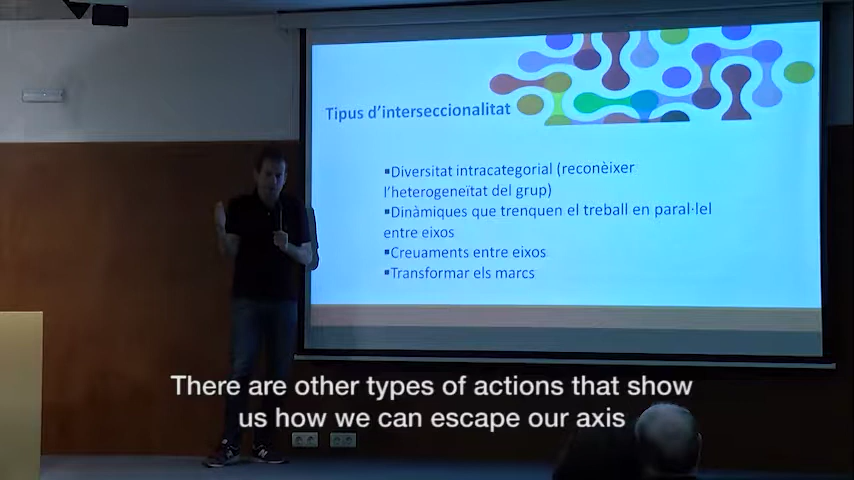 Tipus d'interseccionalitat
▪Diversitat intracategorial (reconèixer
l'heterogeneïtat del grup)
▪Dinàmiques que trenquen el treball en paral·lel
entre eixos
▪Creuaments entre eixos
▪Transformar els marcs
There are other types of actions that show
us how we can escape our axis